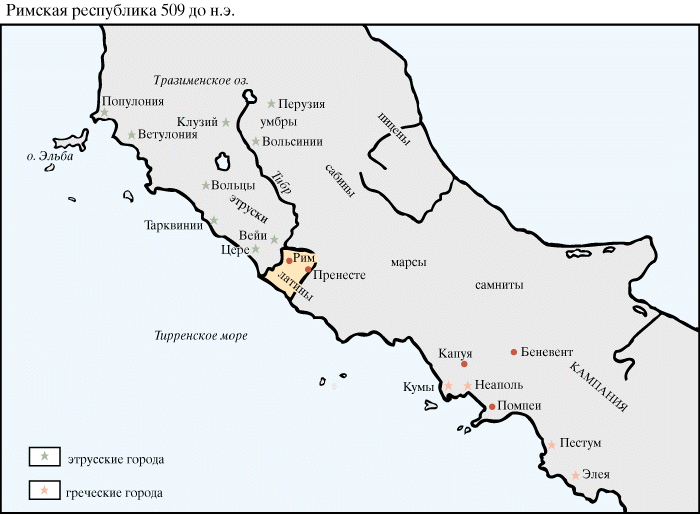 Римская республика 509 до н.э.
Тразименское оз.
Популония
Перузия
Клузий
умбры
пицены
Ветулония
Вольсинии
о. Эльба
сабины
Тибр
Вольцы
этруски
Тарквинии
Вейи
Цере
Рим
марсы
Пренесте
латины
самниты
Тирренское море
Капуя
Беневент
Кумы
Неаполь
КАМПАНИЯ
Помпеи
Пестум
этрусские города
Элея
греческие города